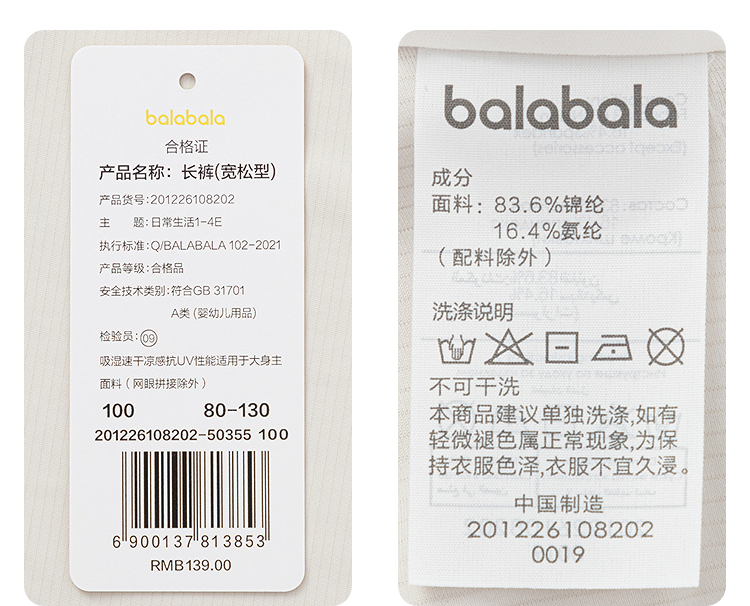 balabala
合格证
产品名称：长裤(宽松型)
产品货号:201226108202
主　题：日常生活1-4E
执行标准:Q/BALABALA 102-2021
产品等级:合格品
安全技术类别:符合GB 31701
A类 (婴幼儿用品)
检验员:09
吸湿速干凉感抗UV性能适用于大身主
面料（网眼拼接除外）
100 80-130
201226108202-50355 100
6 900137 813853
RMB139.00
balabala
成分
面料: 83.6%锦纶
16.4%氨纶
（配料除外）
洗涤说明
不可干洗
本商品建议单独洗涤,如有
轻微褪色属正常现象,为保
持衣服色泽,衣服不宜久浸。
中国制造
201226108202
0019